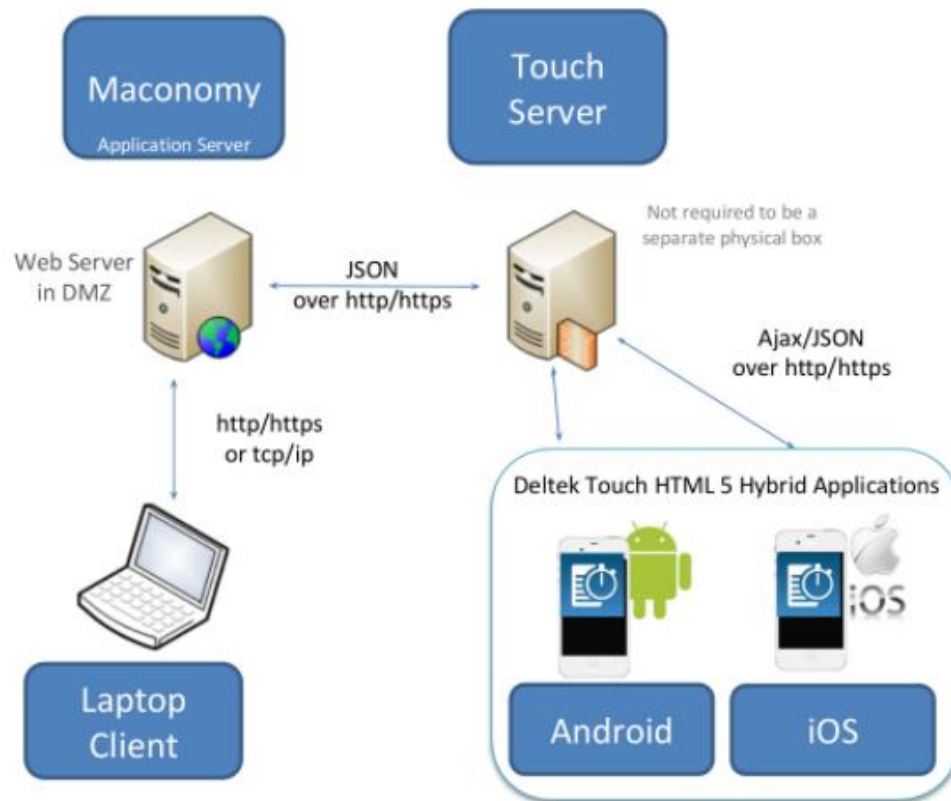 Maconomy
Application Server
Touch
Server
Not required to be a
separate physical box
Web Server
in DMZ
JSON
over http/https
Ajax/JSON
over http/https
http/https
or tcp/ip
Deltek Touch HTML 5 Hybrid Applications
iOS
Laptop
Client
Android
iOS